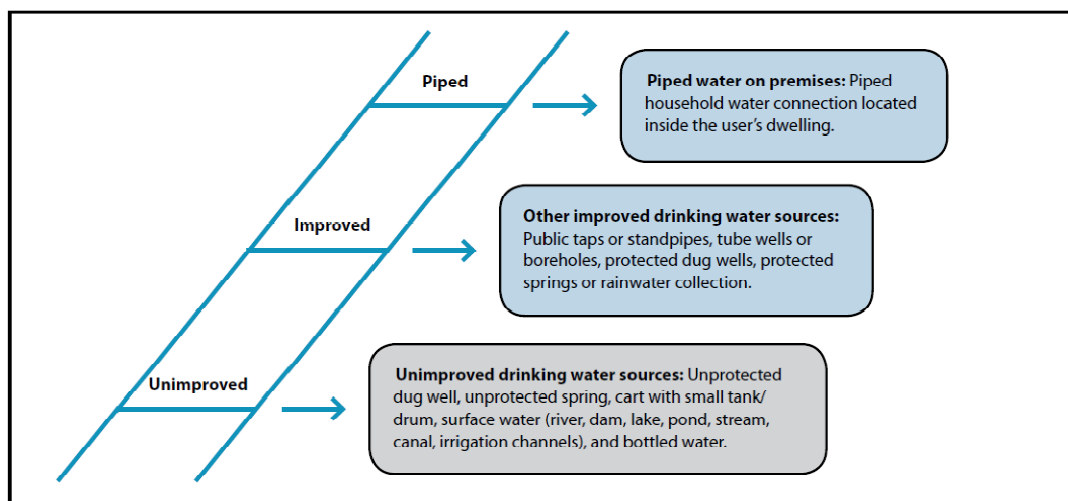 Piped
Piped water on premises: Piped
household water connection located
inside the user's dwelling.
Improved
Other improved drinking water sources:
Public taps or standpipes, tube wells or
boreholes, protected dug wells, protected
springs or rainwater collection.
Unimproved
Unimproved drinking water sources: Unprotected
dug well, unprotected spring, cart with small tank/
drum, surface water (river, dam, lake, pond, stream,
canal, irrigation channels), and bottled water.